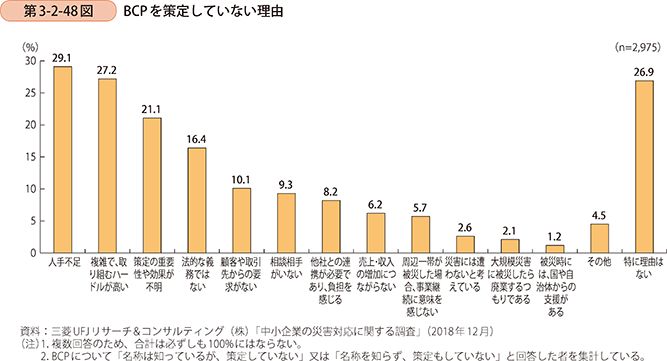 第3-2-48図 BCPを策定していない理由
(%)
(n=2,975)
30
25
20
15
10
5
0
29.1
27.2
21.1
16.4
10.1
9.3
8.2
6.2
5.7
2.6
2.1
1.2
4.5
26.9
人手不足
複雑で、取
り組むハー
ドルが高い
策定の重要
性や効果が
不明
法的な義
務では
ない
顧客や取引
先からの要
求がない
相談相手
がいない
他社との連
携が必要で
あり、負担を
感じる
売上・収入
の増加につ
ながらない
周辺一帯が
被災した場
合、事業継
続に意味を
感じない
災害には遭
わないと考
えている
大規模災害
に被災したら
廃業するつ
もりである
被災時に
は、国や自
治体からの
支援が
ある
その他
特に理由はない
資料：三菱UFJリサーチ＆コンサルティング（株）「中小企業の災害対応に関する調査」（2018年12月）
（注）1. 複数回答のため、合計は必ずしも100％にはならない。
2. BCPについて「名称は知っているが、策定していない」又は「名称を知らず、策定もしていない」と回答した者を集計している。